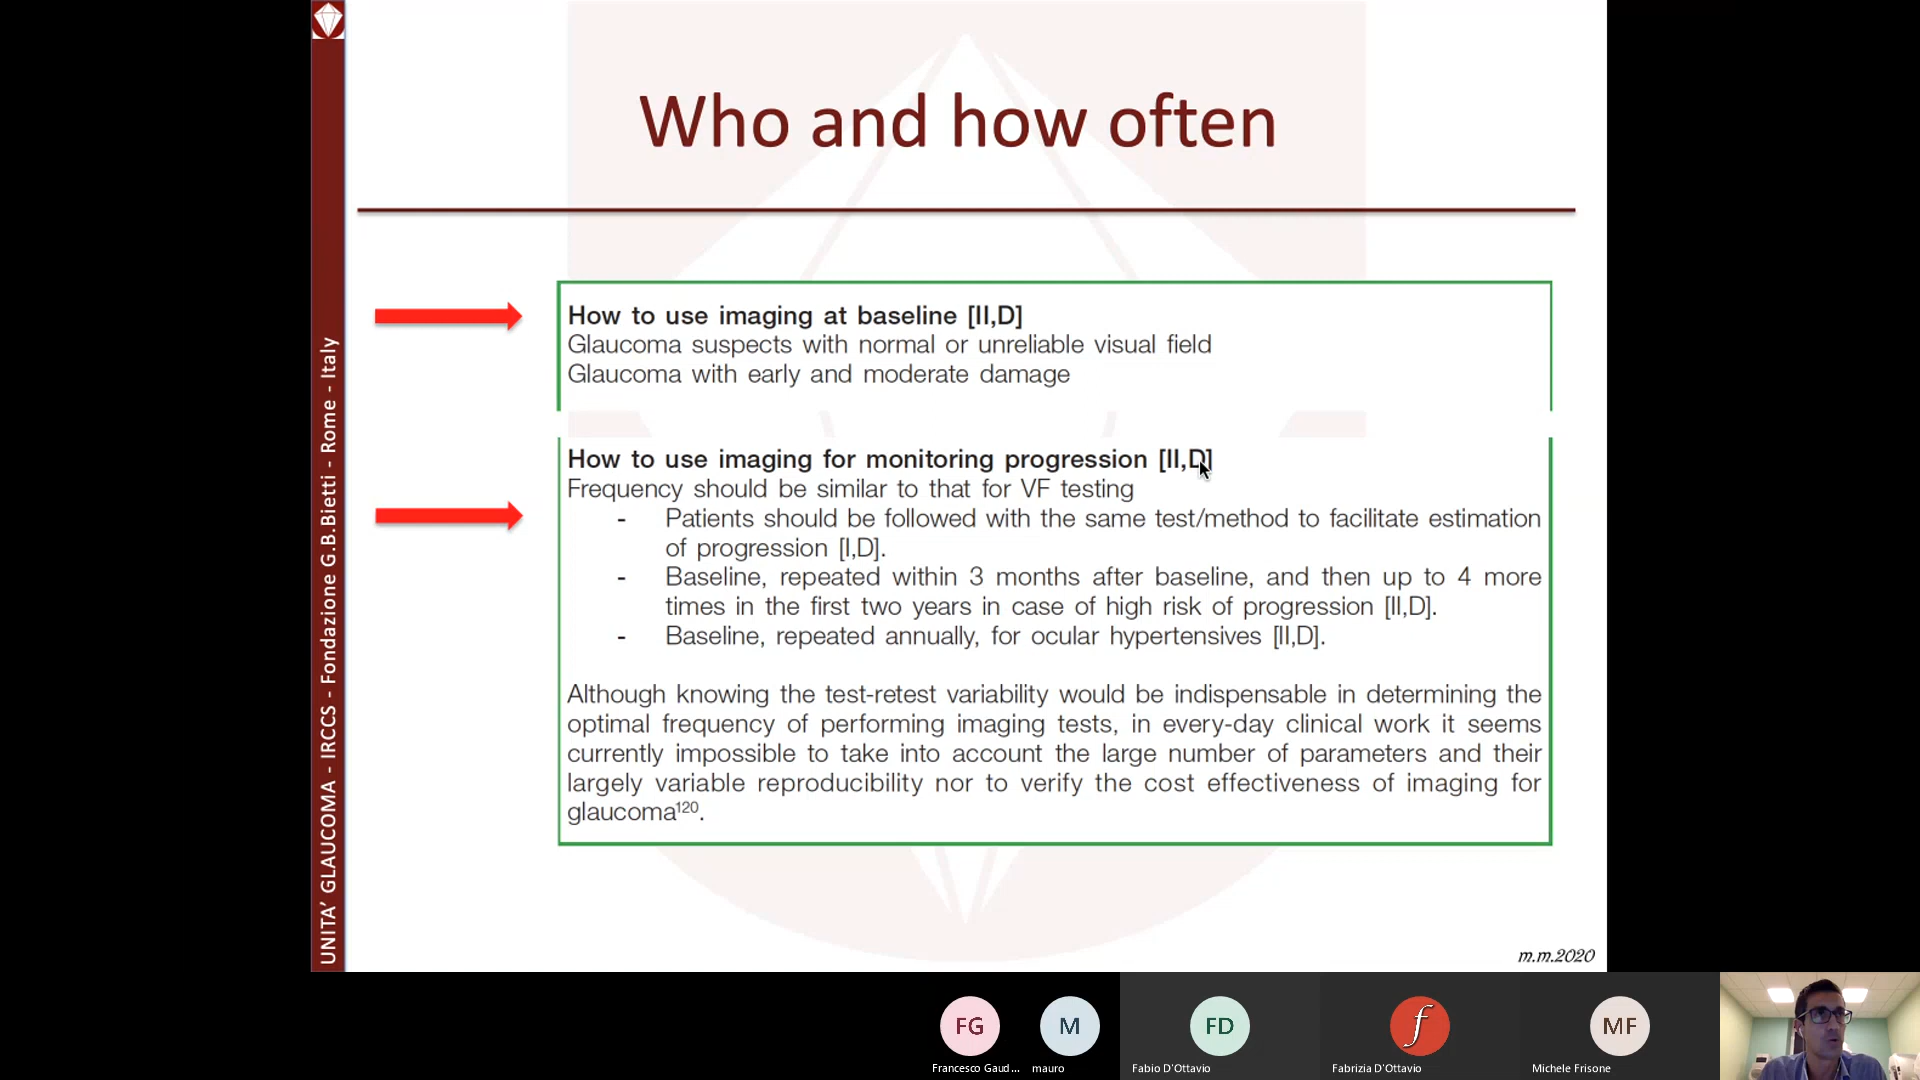 Who and how often
UNITA' GLAUCOMA - IRCCS - Fondazione G.B.Bietti - Rome - Italy
How to use imaging at baseline [II,D]
Glaucoma suspects with normal or unreliable visual field
Glaucoma with early and moderate damage
How to use imaging for monitoring progression [II,D]
Frequency should be similar to that for VF testing
- Patients should be followed with the same test/method to facilitate estimation
of progression [I,D].
- Baseline, repeated within 3 months after baseline, and then up to 4 more
times in the first two years in case of high risk of progression [II,D].
- Baseline, repeated annually, for ocular hypertensives [II,D].
Although knowing the test-retest variability would be indispensable in determining the
optimal frequency of performing imaging tests, in every-day clinical work it seems
currently impossible to take into account the large number of parameters and their
largely variable reproducibility nor to verify the cost effectiveness of imaging for
glaucoma120.
m.m.2020
FG
M
FD
f
MF
Francesco Gaud...
mauro
Fabio D'Ottavio
Fabrizia D'Ottavio
Michele Frisone